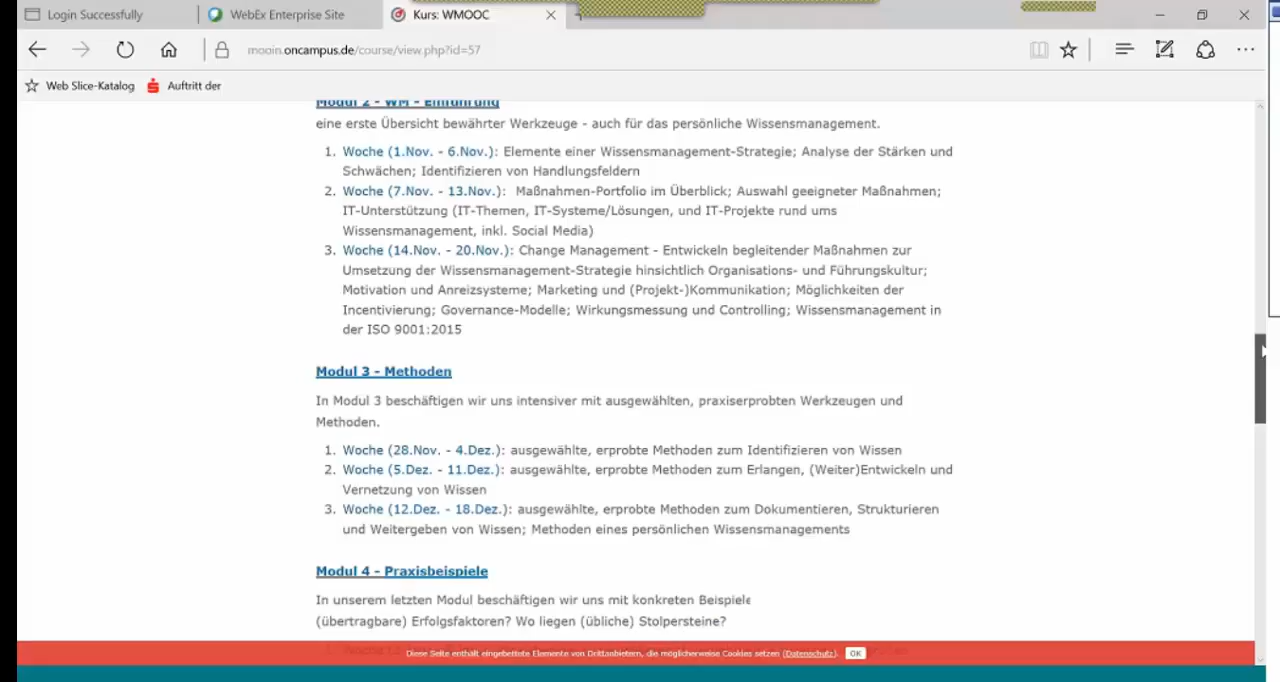 Login Successfully
WebEx Enterprise Site
Kurs: WMOOC
mooin.oncampus.de/course/view.php?id=57
Web Slice-Katalog
Auftritt der
Modul 2 - WM - Einführung
eine erste Übersicht bewährter Werkzeuge - auch für das persönliche Wissensmanagement.
1. Woche (1.Nov. - 6.Nov.): Elemente einer Wissensmanagement-Strategie; Analyse der Stärken und
Schwächen; Identifizieren von Handlungsfeldern
2. Woche (7.Nov. - 13.Nov.): Maßnahmen-Portfolio im Überblick; Auswahl geeigneter Maßnahmen;
IT-Unterstützung (IT-Themen, IT-Systeme/Lösungen, und IT-Projekte rund ums
Wissensmanagement, inkl. Social Media)
3. Woche (14.Nov. - 20.Nov.): Change Management - Entwickeln begleitender Maßnahmen zur
Umsetzung der Wissensmanagement-Strategie hinsichtlich Organisations- und Führungskultur;
Motivation und Anreizsysteme; Marketing und (Projekt-)Kommunikation; Möglichkeiten der
Incentivierung; Governance-Modelle; Wirkungsmessung und Controlling; Wissensmanagement in
der ISO 9001:2015
Modul 3 - Methoden
In Modul 3 beschäftigen wir uns intensiver mit ausgewählten, praxiserprobten Werkzeugen und
Methoden.
1. Woche (28.Nov. - 4.Dez.): ausgewählte, erprobte Methoden zum Identifizieren von Wissen
2. Woche (5.Dez. - 11.Dez.): ausgewählte, erprobte Methoden zum Erlangen, (Weiter)Entwickeln und
Vernetzung von Wissen
3. Woche (12.Dez. - 18.Dez.): ausgewählte, erprobte Methoden zum Dokumentieren, Strukturieren
und Weitergeben von Wissen; Methoden eines persönlichen Wissensmanagements
Modul 4 - Praxisbeispiele
In unserem letzten Modul beschäftigen wir uns mit konkreten Beispiele
(übertragbare) Erfolgsfaktoren? Wo liegen (übliche) Stolpersteine?
Diese Seite enthält eingebettete Elemente von Drittanbietern, die möglicherweise Cookies setzen (Datenschutz). OK